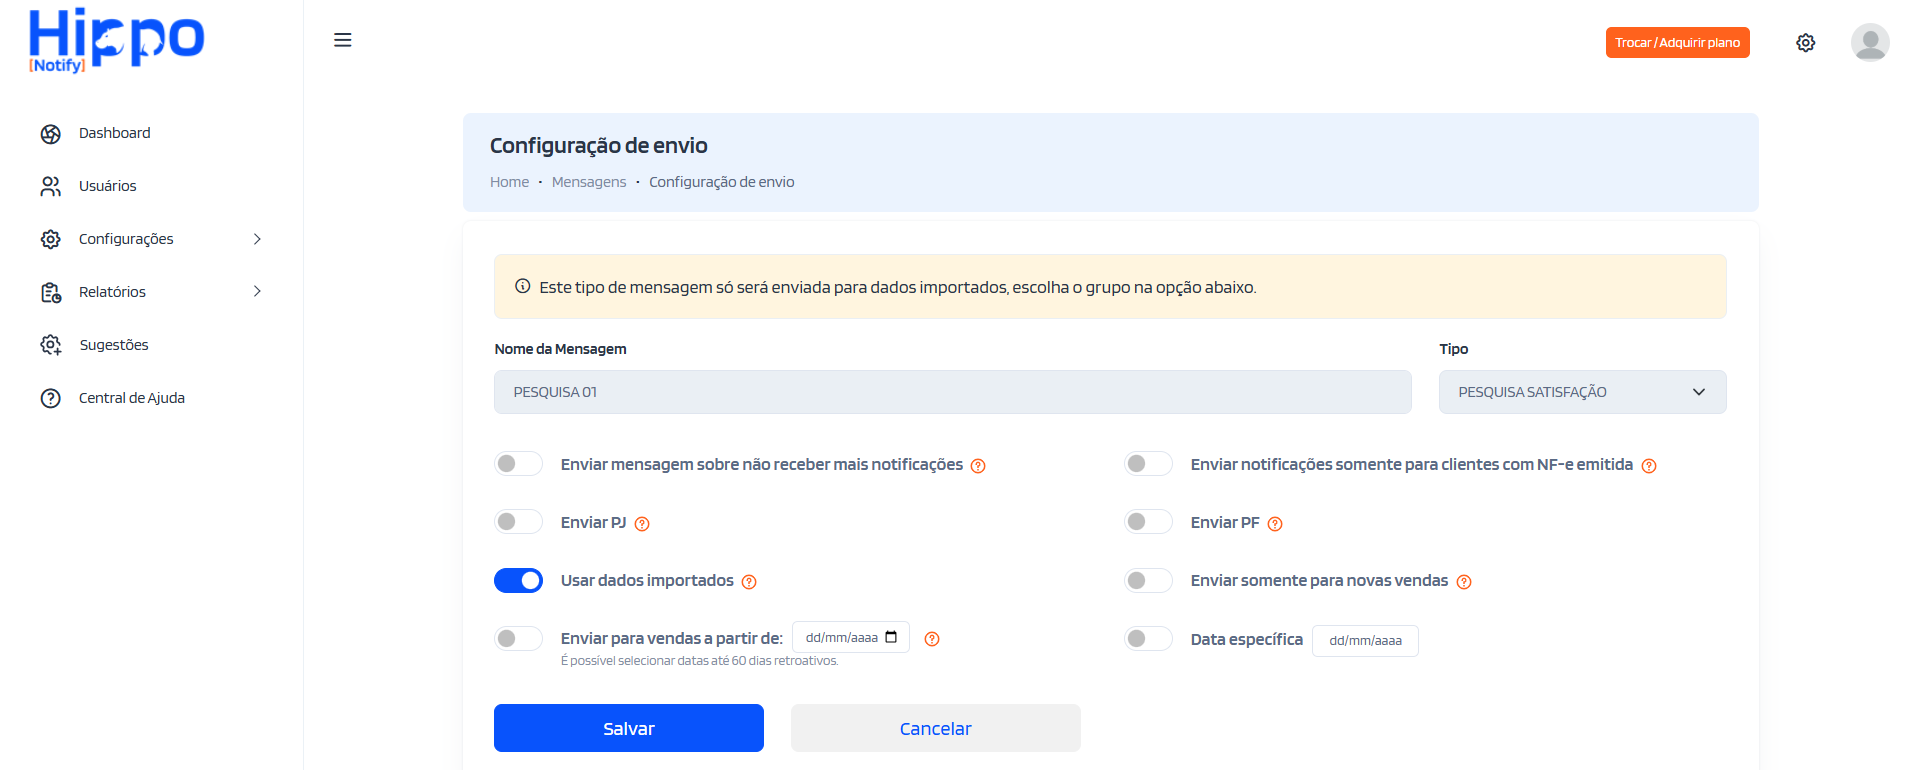 Hippo
[Notify]
Trocar / Adquirir plano
Dashboard
Usuários
Configurações
Relatórios
Sugestões
Central de Ajuda
Configuração de envio
Home • Mensagens • Configuração de envio
Este tipo de mensagem só será enviada para dados importados, escolha o grupo na opção abaixo.
Nome da Mensagem
Tipo
PESQUISA 01
PESQUISA SATISFAÇÃO
Enviar mensagem sobre não receber mais notificações
Enviar notificações somente para clientes com NF-e emitida
Enviar PJ
Enviar PF
Usar dados importados
Enviar somente para novas vendas
Enviar para vendas a partir de: dd/mm/aaaa
É possível selecionar datas até 60 dias retroativos.
Data específica dd/mm/aaaa
Salvar
Cancelar